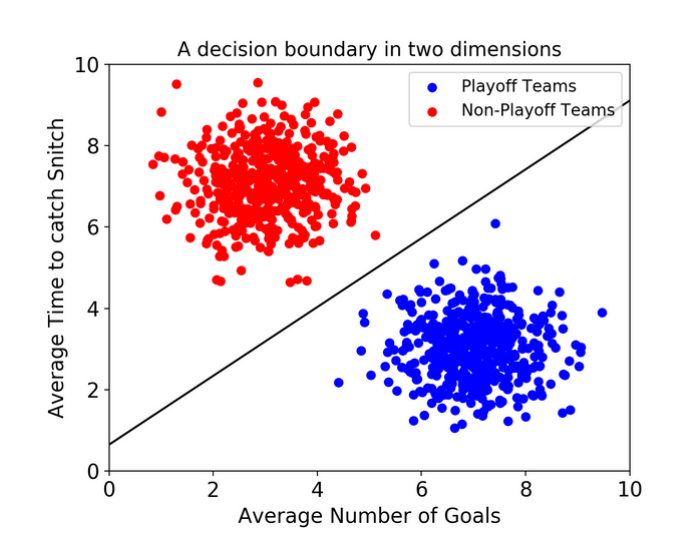 A decision boundary in two dimensions
10
8
6
4
2
0
Average Time to catch Snitch
Playoff Teams
Non-Playoff Teams
0 2 4 6 8 10
Average Number of Goals